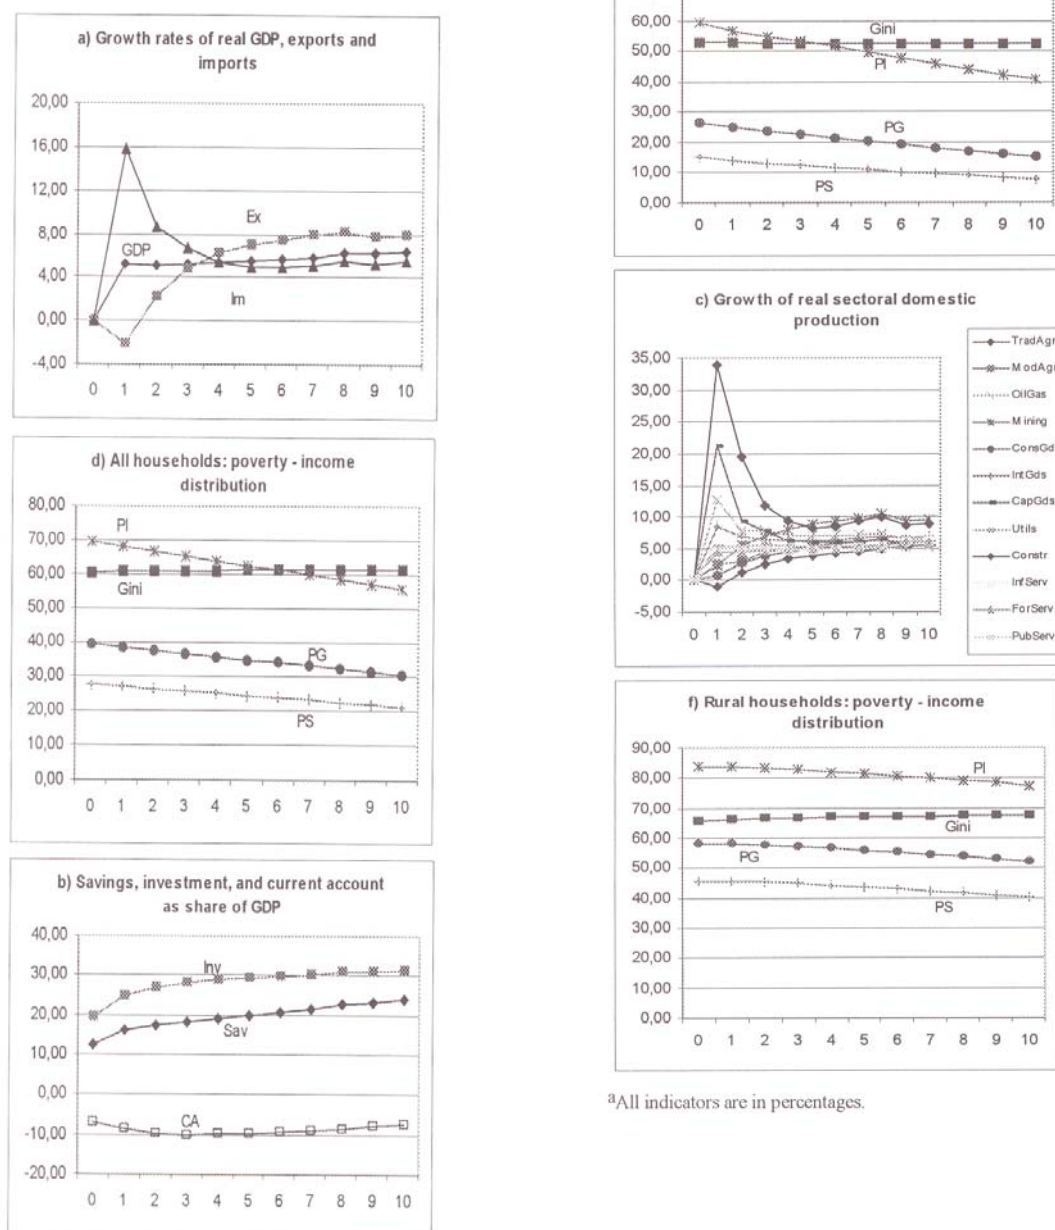 a) Growth rates of real GDP, exports and
imports
20,00
16,00
12,00
8,00
4,00
0,00
-4,00
Ex
GDP
Im
0 1 2 3 4 5 6 7 8 9 10
d) All households: poverty - income
distribution
80,00
70,00
60,00
50,00
40,00
30,00
20,00
10,00
0,00
PI
Gini
PG
PS
0 1 2 3 4 5 6 7 8 9 10
b) Savings, investment, and current account
as share of GDP
40,00
30,00
20,00
10,00
0,00
-10,00
-20,00
Inv
Sav
CA
0 1 2 3 4 5 6 7 8 9 10
60,00
50,00
40,00
30,00
20,00
10,00
0,00
Gini
PI
PG
PS
0 1 2 3 4 5 6 7 8 9 10
c) Growth of real sectoral domestic
production
35,00
30,00
25,00
20,00
15,00
10,00
5,00
0,00
-5,00
0 1 2 3 4 5 6 7 8 9 10
TradAgr
ModAgr
OilGas
Mining
ConsGd
IntGds
CapGds
Utils
Constr
InfServ
ForServ
PubServ
f) Rural households: poverty - income
distribution
90,00
80,00
70,00
60,00
50,00
40,00
30,00
20,00
10,00
0,00
PI
Gini
PG
PS
0 1 2 3 4 5 6 7 8 9 10
aAll indicators are in percentages.